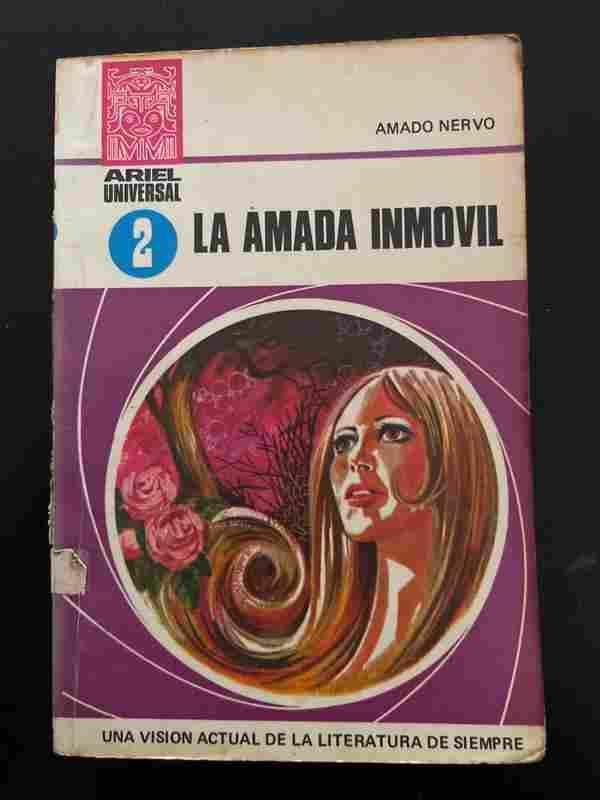 AMADO NERVO
ARIEL
UNIVERSAL
2
LA AMADA INMOVIL
UNA VISION ACTUAL DE LA LITERATURA DE SIEMPRE